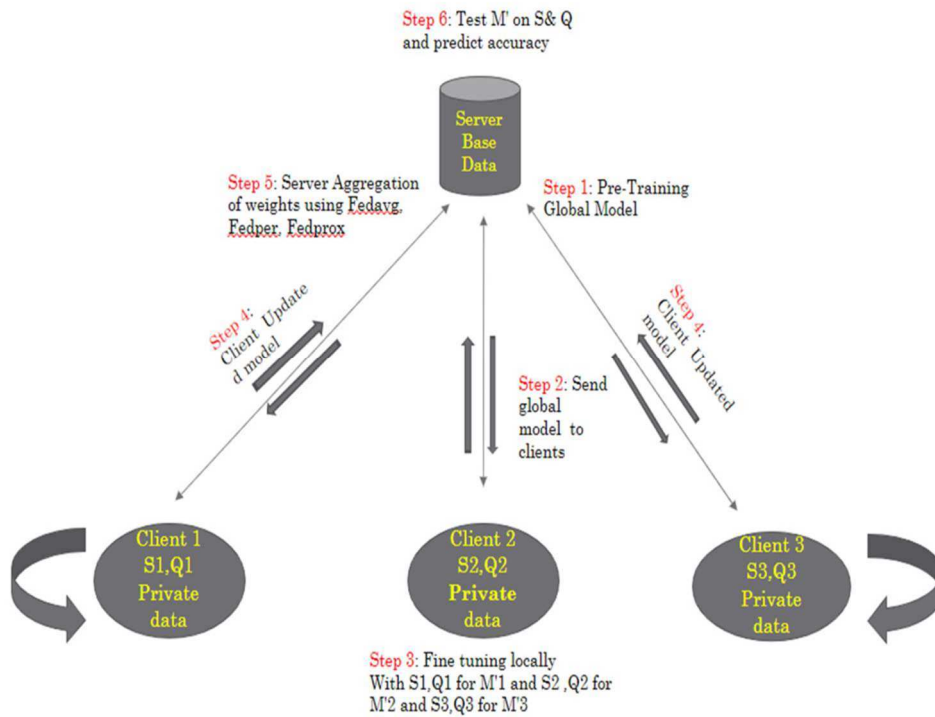 Step 6: Test M' on S& Q
and predict accuracy
Server
Base
Data
Step 5: Server Aggregation
of weights using Fedavg,
Fedper, Fedprox
Step 1: Pre-Training
Global Model
Step 4:
Client Update
d model
Step 4:
Client Updated
model
Step 2: Send
global
model to
clients
Client 1
S1,Q1
Private
data
Client 2
S2,Q2
Private
data
Client 3
S3,Q3
Private
data
Step 3: Fine tuning locally
With S1,Q1 for M'1 and S2 ,Q2 for
M'2 and S3,Q3 for M'3